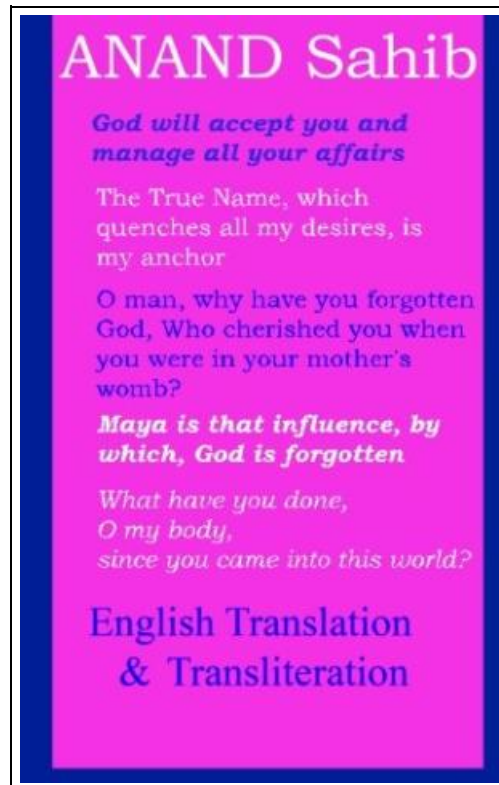 ANAND Sahib
God will accept you and
manage all your affairs
The True Name, which
quenches all my desires, is
my anchor
O man, why have you forgotten
God, Who cherished you when
you were in your mother's
womb?
Maya is that influence, by
which, God is forgotten
What have you done,
O my body,
since you came into this world?
English Translation
& Transliteration